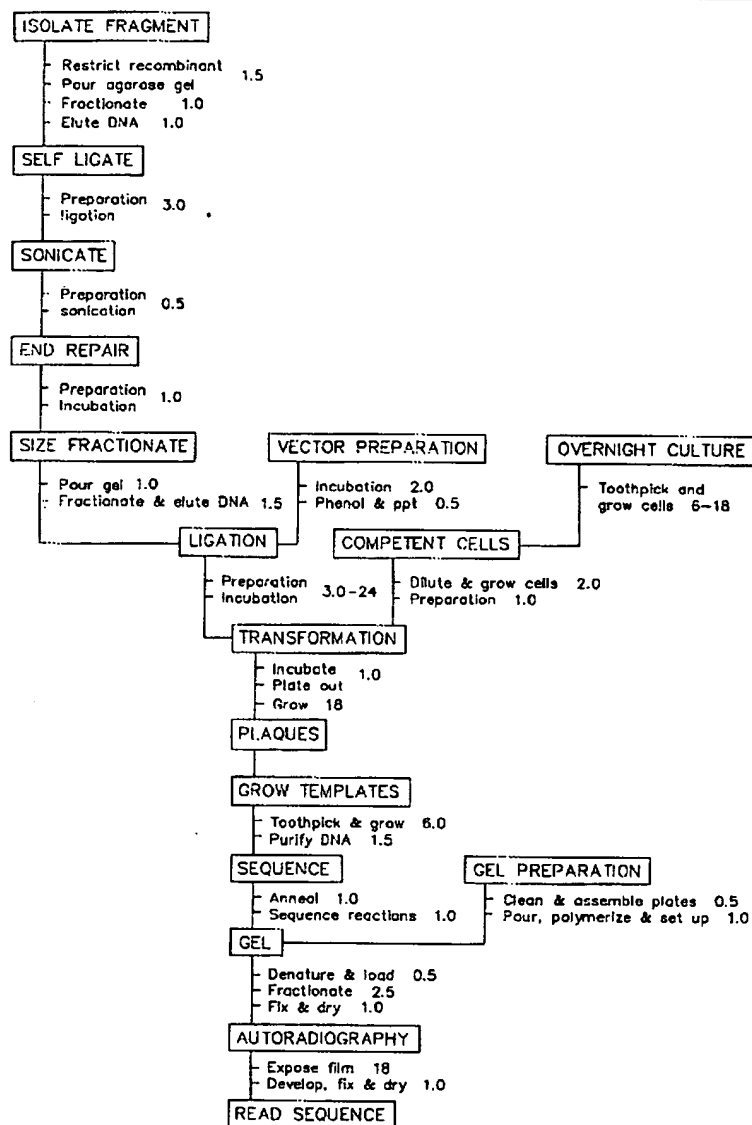 ISOLATE FRAGMENT
Restrict recombinant
Pour agarose gel 1.5
Fractionate 1.0
Elute DNA 1.0
SELF LIGATE
Preparation
ligation 3.0
SONICATE
Preparation
sonication 0.5
END REPAIR
Preparation
Incubation 1.0
SIZE FRACTIONATE
Pour gel 1.0
Fractionate & elute DNA 1.5
VECTOR PREPARATION
Incubation 2.0
Phenol & ppt 0.5
OVERNIGHT CULTURE
Toothpick and
grow cells 6-18
LIGATION
Preparation
Incubation 3.0-24
COMPETENT CELLS
Dilute & grow cells 2.0
Preparation 1.0
TRANSFORMATION
Incubate
Plate out 1.0
Grow 18
PLAQUES
GROW TEMPLATES
Toothpick & grow 6.0
Purify DNA 1.5
SEQUENCE
Anneal 1.0
Sequence reactions 1.0
GEL PREPARATION
Clean & assemble plates 0.5
Pour, polymerize & set up 1.0
GEL
Denature & load 0.5
Fractionate 2.5
Fix & dry 1.0
AUTORADIOGRAPHY
Expose film 18
Develop, fix & dry 1.0
READ SEQUENCE